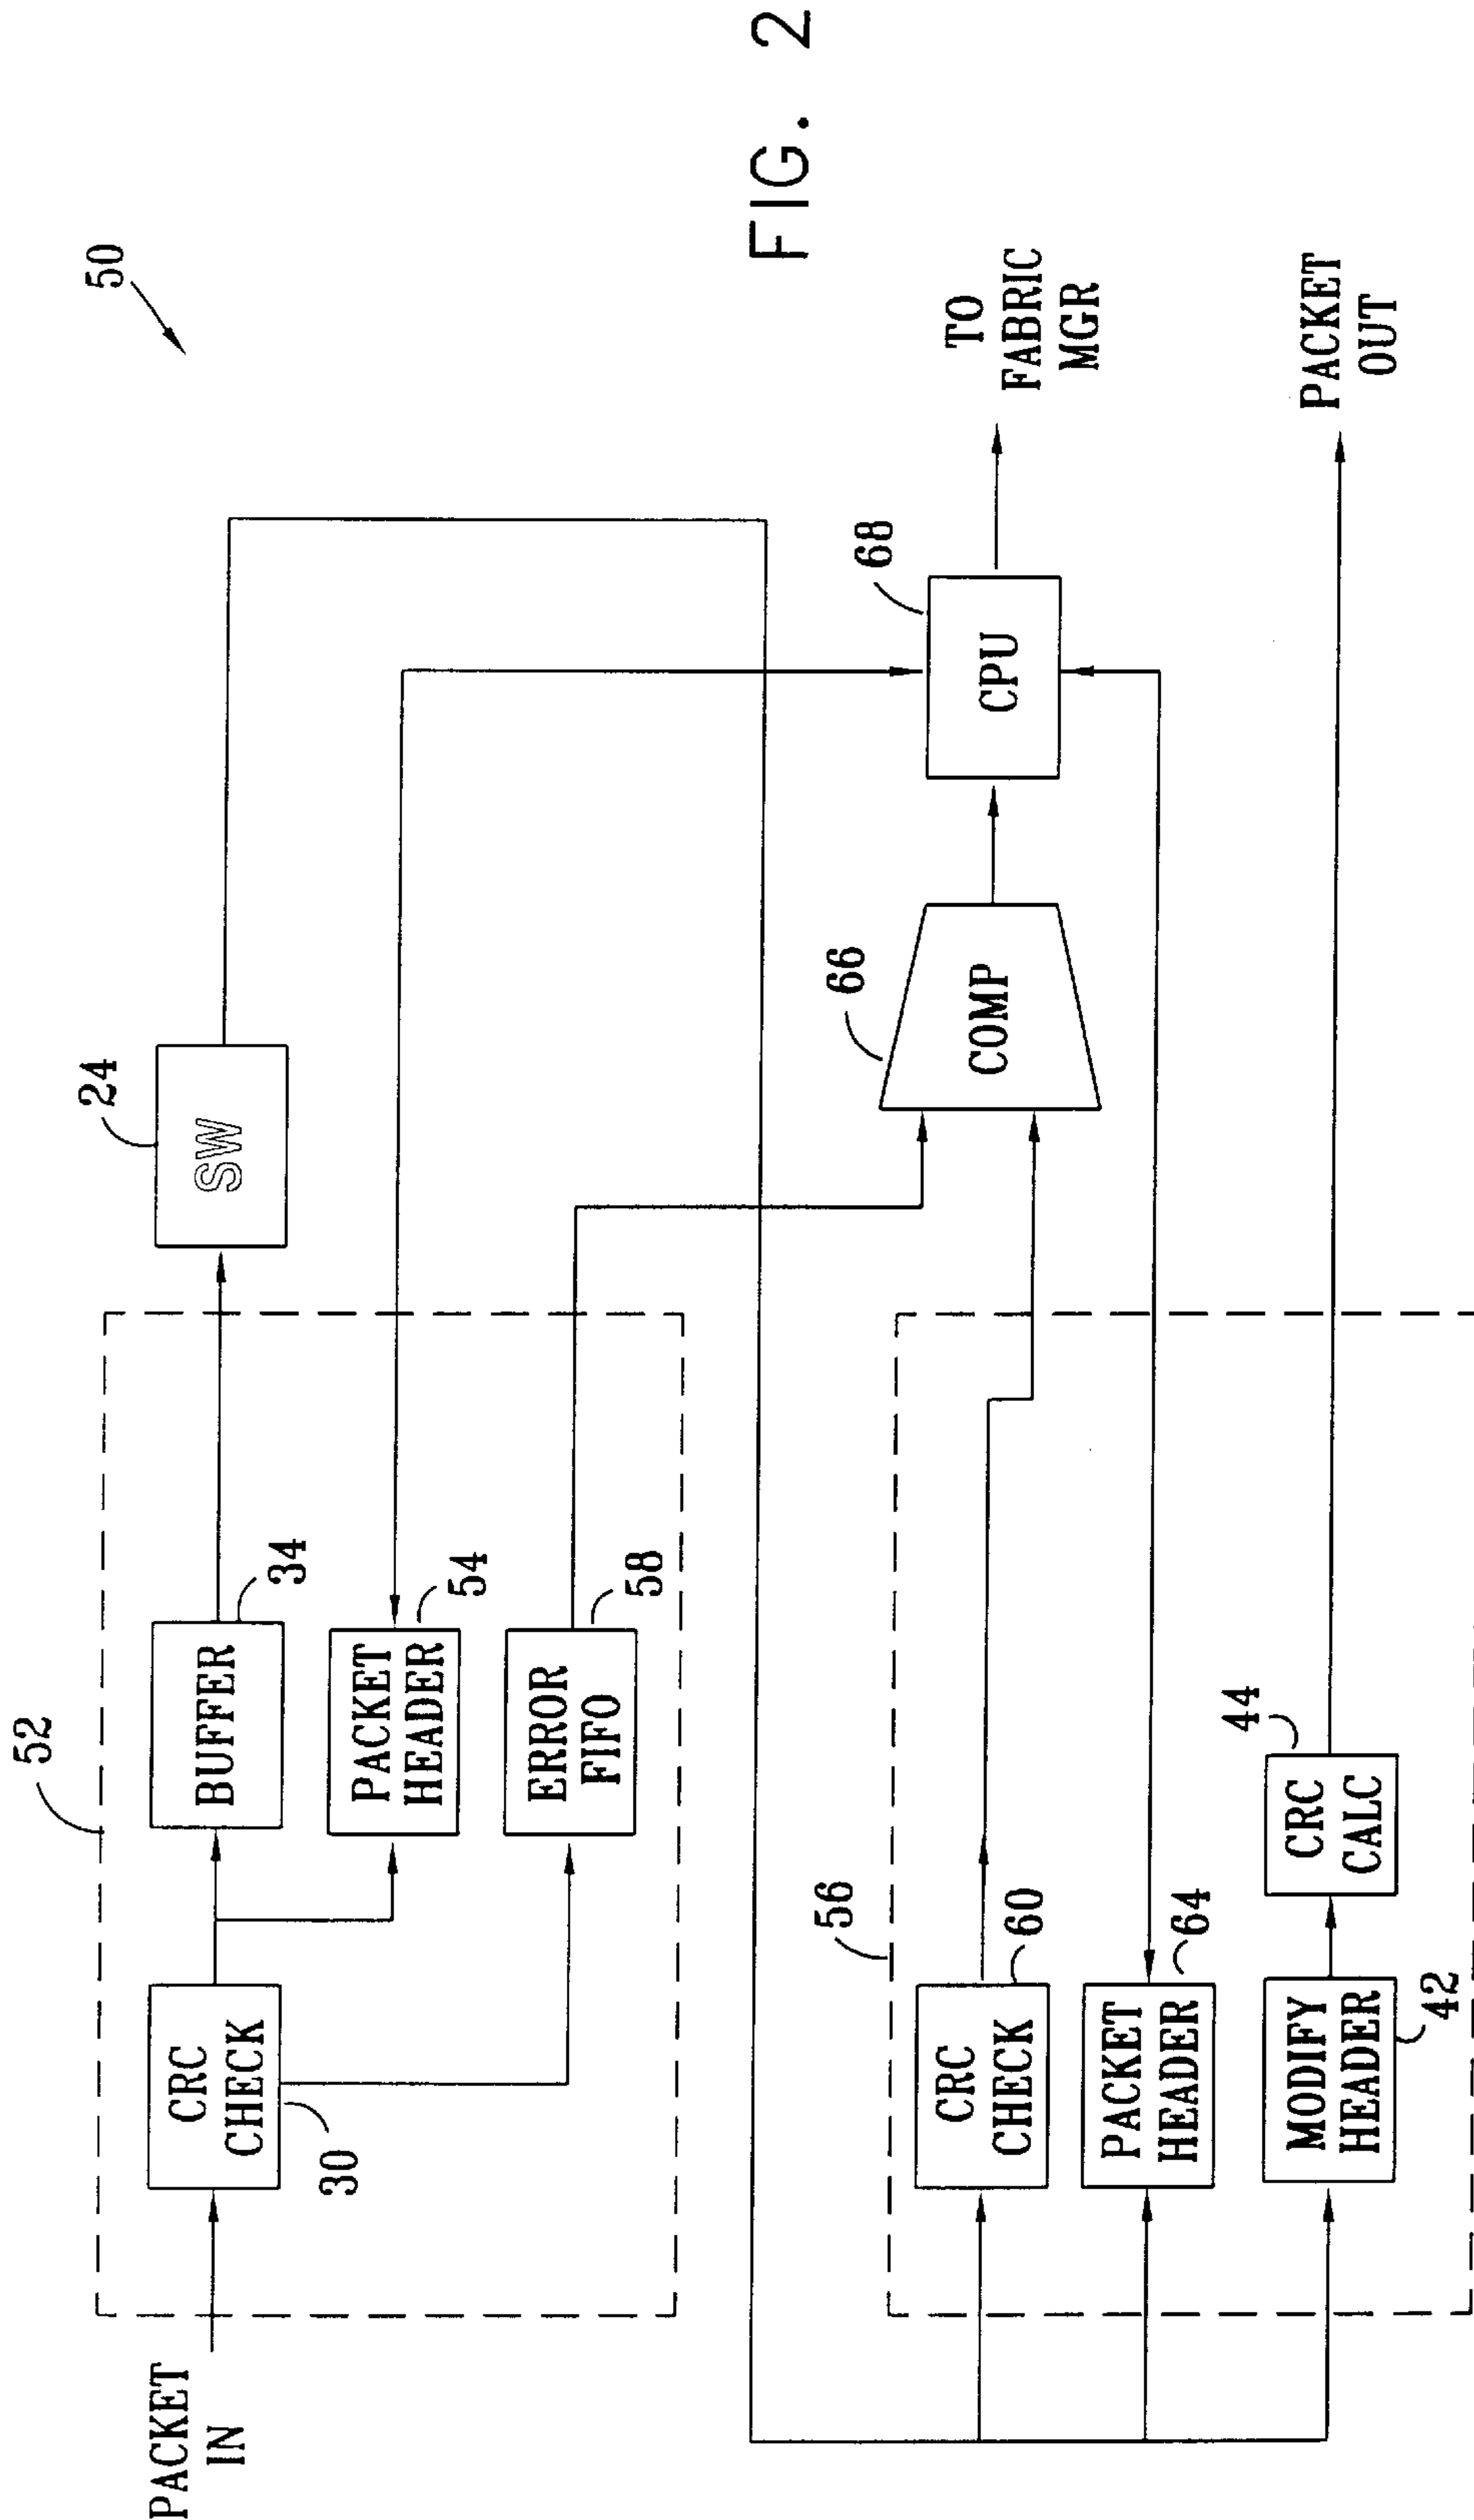 50
24
SW
52
BUFFER
34
PACKET
HEADER
54
ERROR
FIFO
58
CRC
CHECK
30
PACKET
IN
68
CPU
66
COMP
TO
FABRIC
MGR
56
CRC
CHECK
60
PACKET
HEADER
64
MODIFY
HEADER
42
CRC
CALC
44
PACKET
OUT
FIG. 2